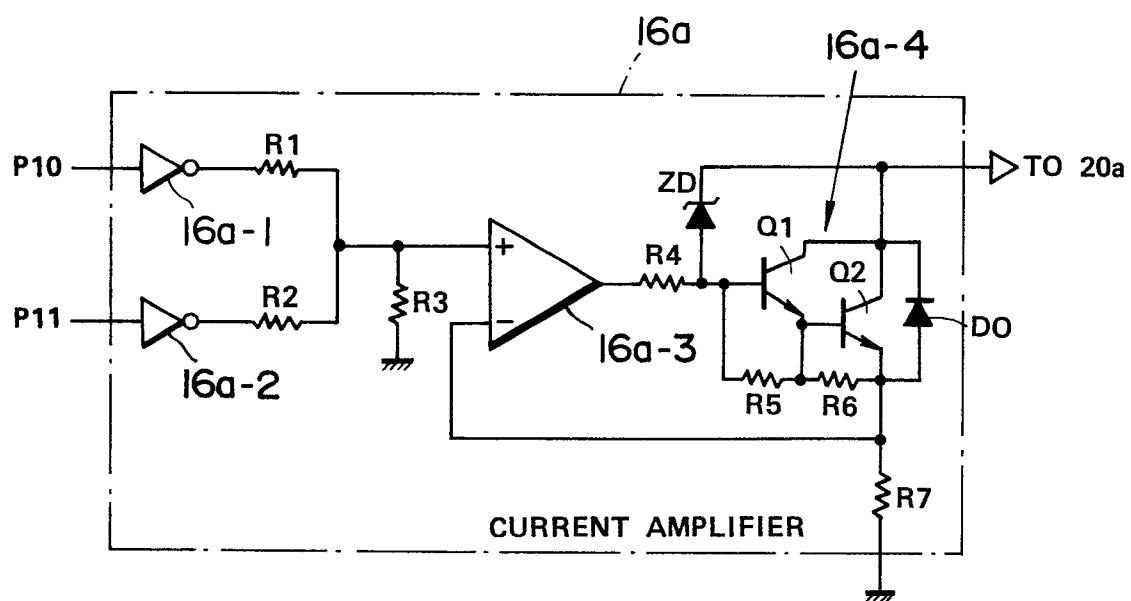 16a
16a-4
P10
R1
TO 20a
16a-1
ZD
Q1
R4
Q2
P11
R2
R3
16a-3
DO
16a-2
R5
R6
R7
CURRENT AMPLIFIER